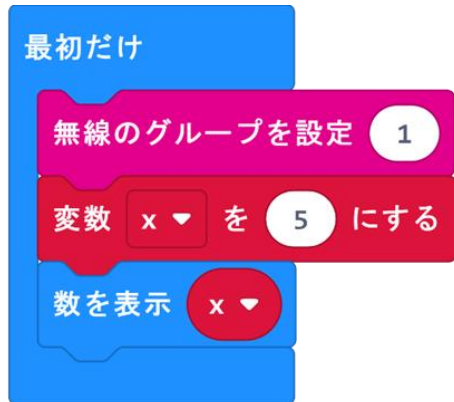 最初だけ
無線のグループを設定 1
変数 x を 5 にする
数を表示 x